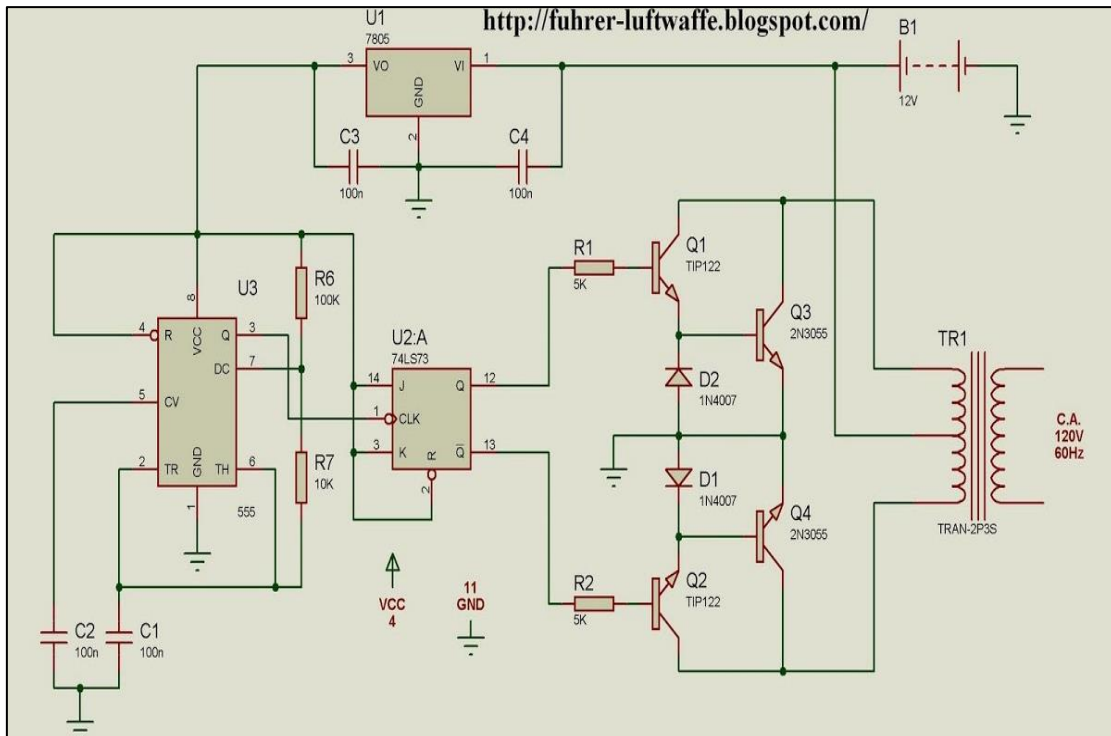 http://fuhrer-luftwaffe.blogspot.com/
U1
7805
3
VO
VI
1
GND
2
B1
12V
C3
100n
C4
100n
U3
8
VCC
4
R
Q
3
DC
7
5
CV
2
TR
GND
TH
6
1
555
R6
100K
R7
10K
C2
100n
C1
100n
U2:A
74LS73
14
J
Q
12
1
CLK
3
K
Q
13
R
2
VCC
4
11
GND
R1
5K
R2
5K
Q1
TIP122
Q3
2N3055
D2
1N4007
D1
1N4007
Q4
2N3055
Q2
TIP122
TR1
TRAN-2P3S
C.A.
120V
60Hz